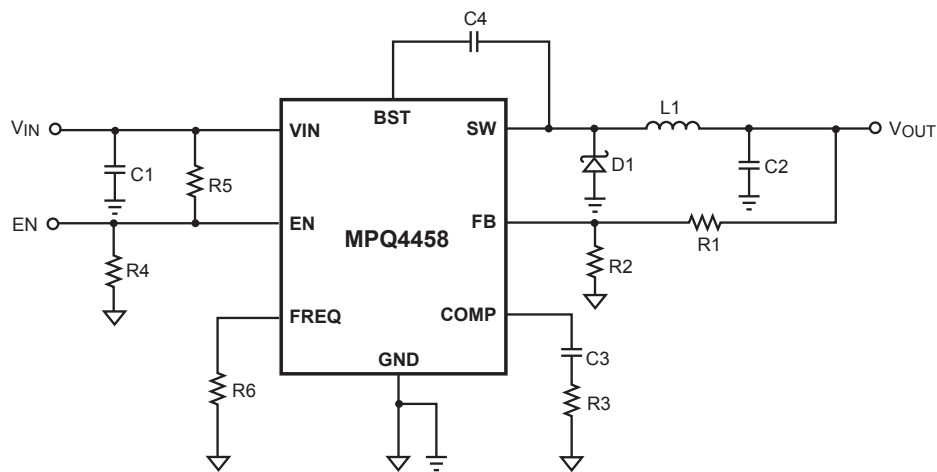 C4
VIN
BST
VIN
SW
L1
VOUT
C1
R5
D1
C2
EN
EN
MPQ4458
FB
R4
R2
R1
FREQ
COMP
GND
C3
R6
R3